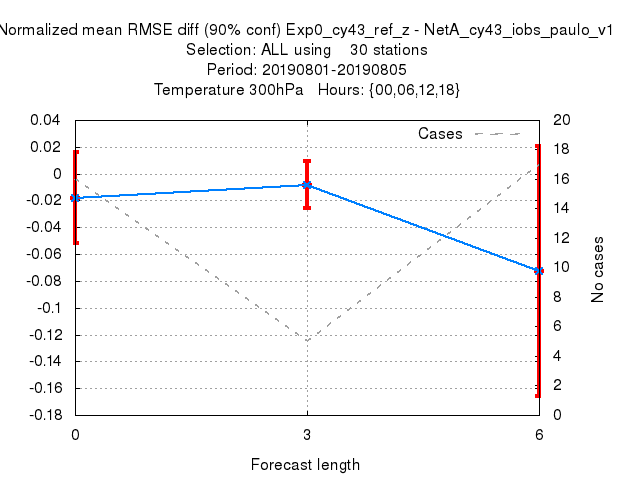 Normalized mean RMSE diff (90% conf) Exp0_cy43_ref_z - NetA_cy43_iobs_paulo_v1
Selection: ALL using 30 stations
Period: 20190801-20190805
Temperature 300hPa Hours: {00,06,12,18}
Cases
0.04
0.02
0
-0.02
-0.04
-0.06
-0.08
-0.1
-0.12
-0.14
-0.16
-0.18
20
18
16
14
12
10
8
6
4
2
0
No cases
0 3 6
Forecast length